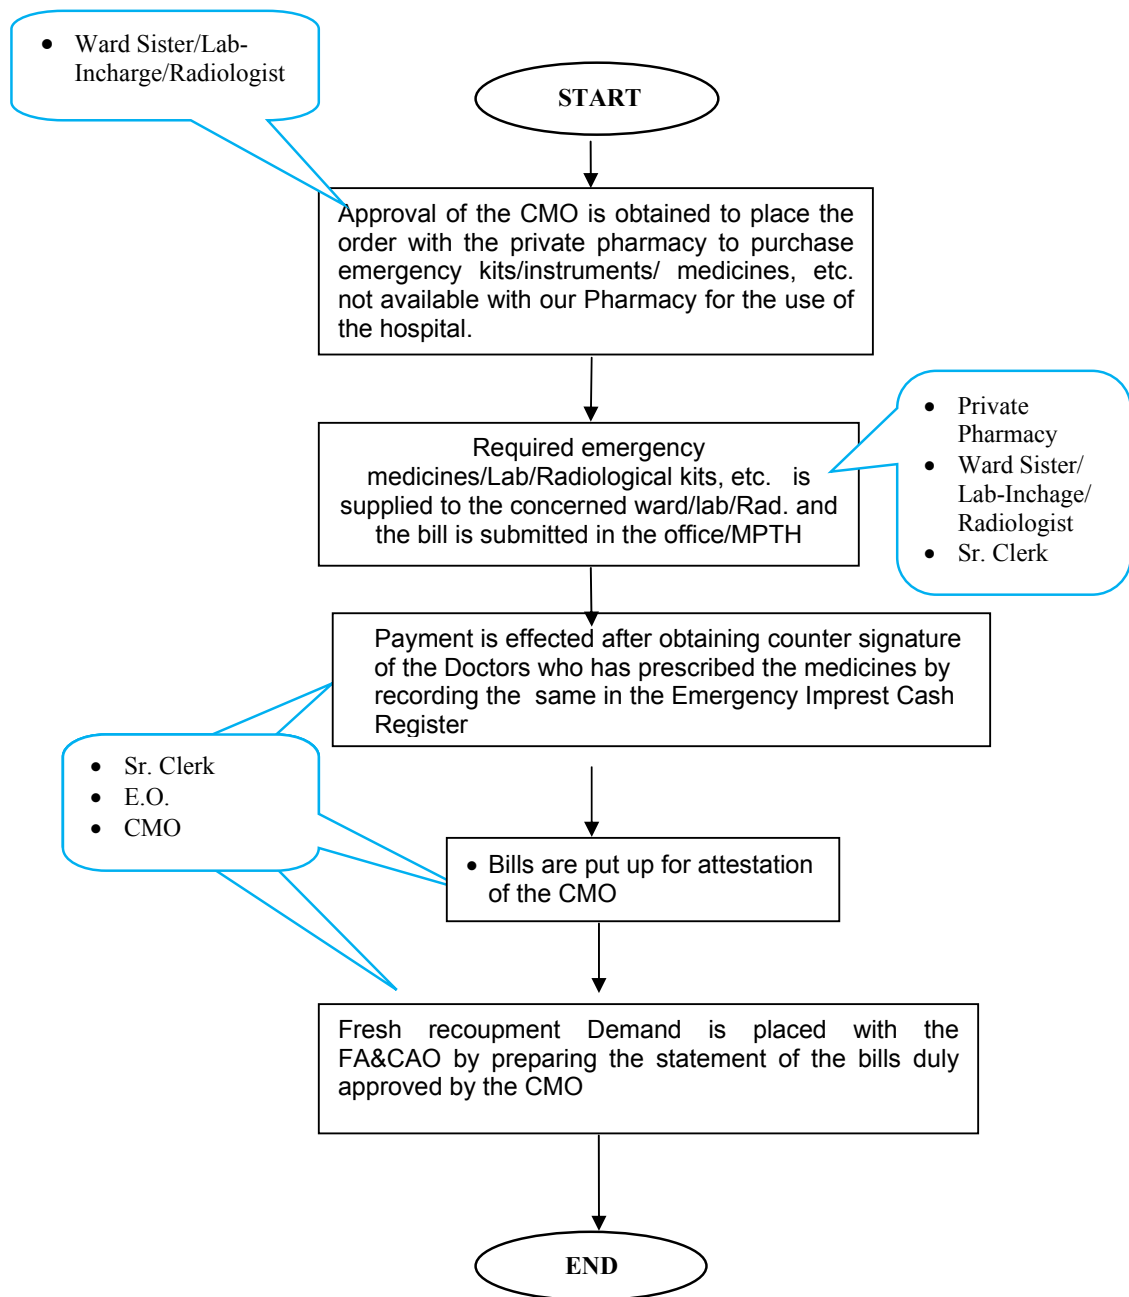 • Ward Sister/Lab-
Incharge/Radiologist
START
Approval of the CMO is obtained to place the
order with the private pharmacy to purchase
emergency kits/instruments/ medicines, etc.
not available with our Pharmacy for the use of
the hospital.
• Private
Pharmacy
• Ward Sister/
Lab-Inchage/
Radiologist
• Sr. Clerk
Required emergency
medicines/Lab/Radiological kits, etc. is
supplied to the concerned ward/lab/Rad. and
the bill is submitted in the office/MPTH
Payment is effected after obtaining counter signature
of the Doctors who has prescribed the medicines by
recording the same in the Emergency Imprest Cash
Register
• Sr. Clerk
• E.O.
• CMO
• Bills are put up for attestation
of the CMO
Fresh recoupment Demand is placed with the
FA&CAO by preparing the statement of the bills duly
approved by the CMO
END